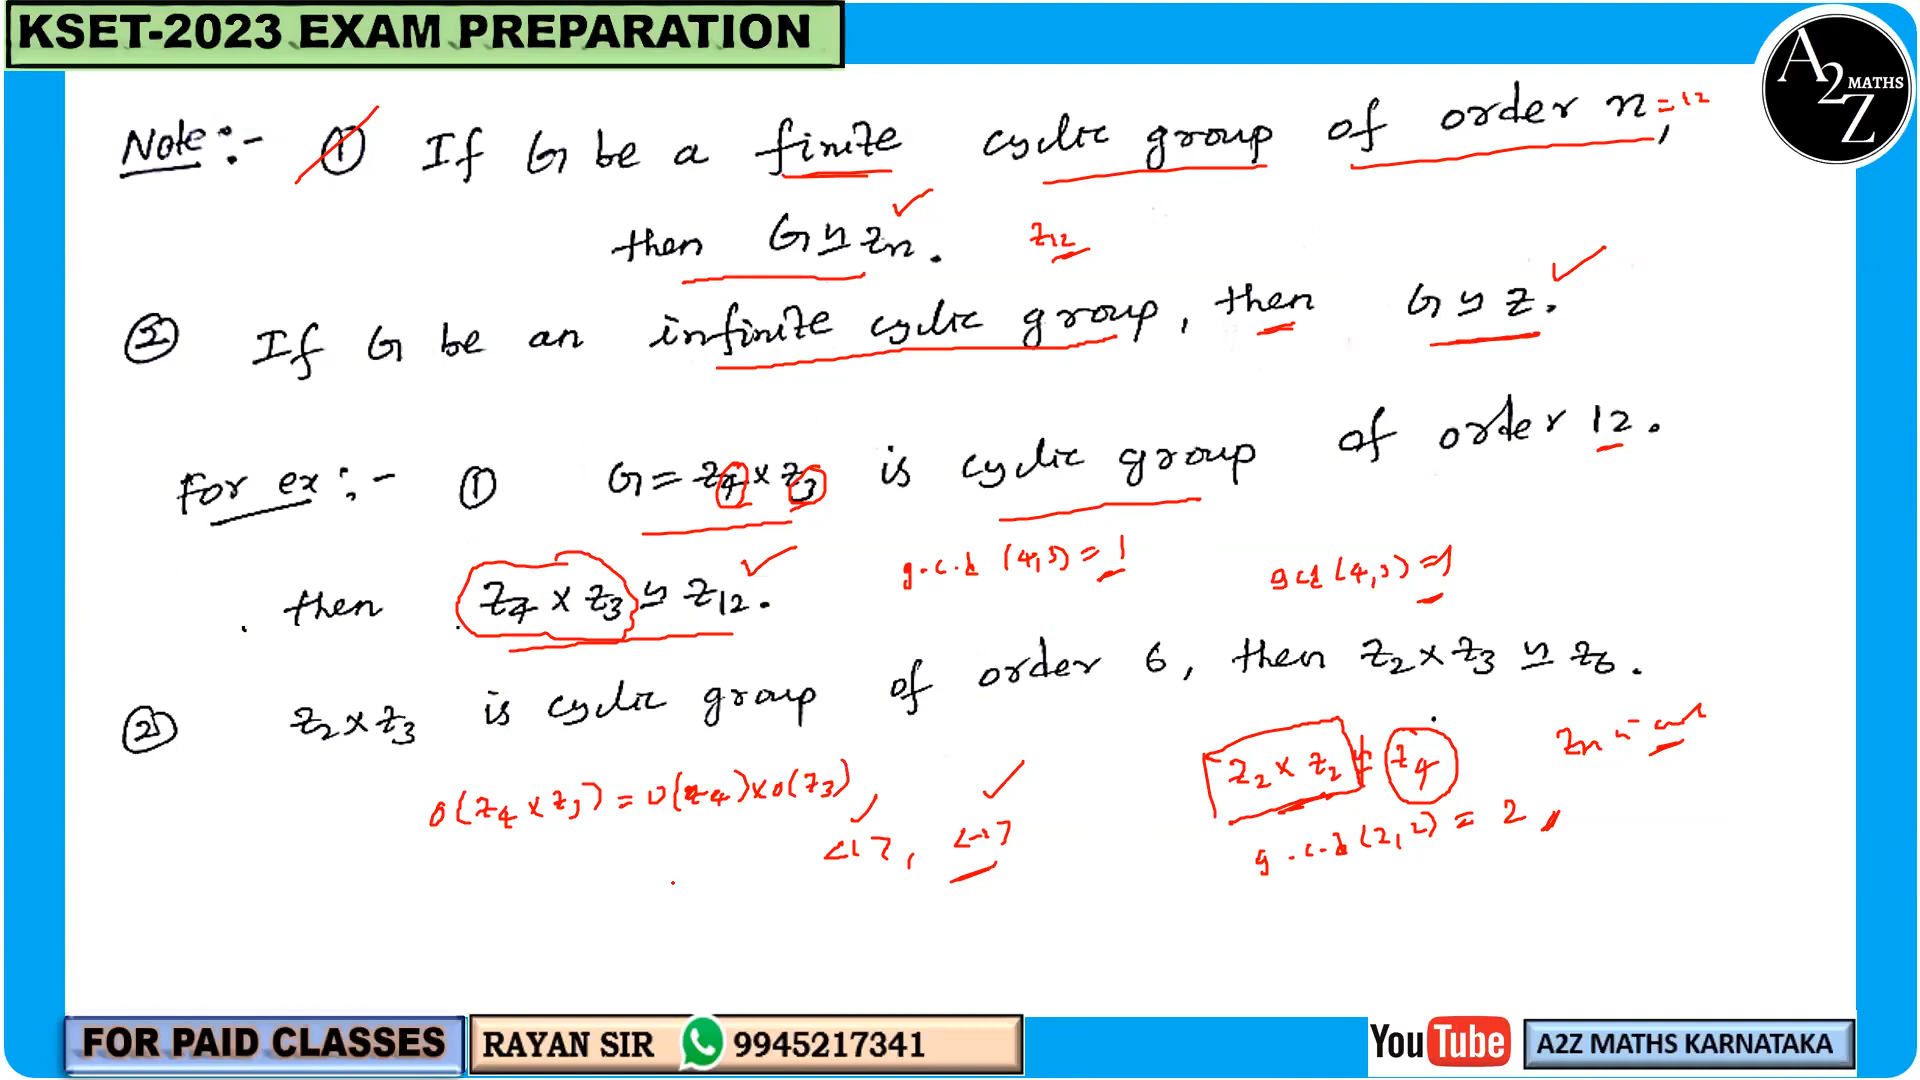 KSET-2023 EXAM PREPARATION
A2Z MATHS
Note:- ① If G be a finite cyclic group of order n, =12
then G ≅ Zn. Z12
② If G be an infinite cyclic group, then G ≅ Z.
For ex:- ① G = Z4 × Z3 is cyclic group of order 12.
g.c.d (4,3) = 1 gcd (4,3) = 1
then Z4 × Z3 ≅ Z12.
② Z2 × Z3 is cyclic group of order 6, then Z2 × Z3 ≅ Z6.
Z2 × Z2 ≇ Z4
O(Z4 × Z3) = O(Z4) × O(Z3)
<1>, <-1>
g.c.d (2,2) = 2
FOR PAID CLASSES
RAYAN SIR 9945217341
YouTube
A2Z MATHS KARNATAKA